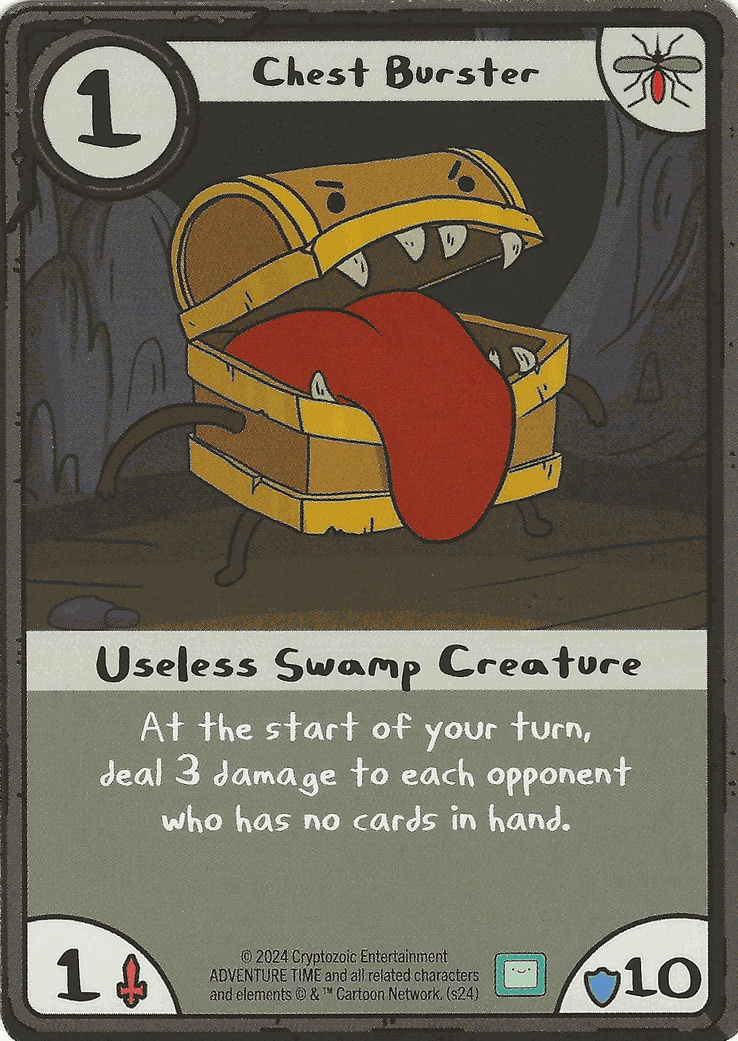 1
Chest Burster
Useless Swamp Creature
At the start of your turn,
deal 3 damage to each opponent
who has no cards in hand.
1
© 2024 Cryptozoic Entertainment
ADVENTURE TIME and all related characters
and elements © & ™ Cartoon Network. (s24)
10